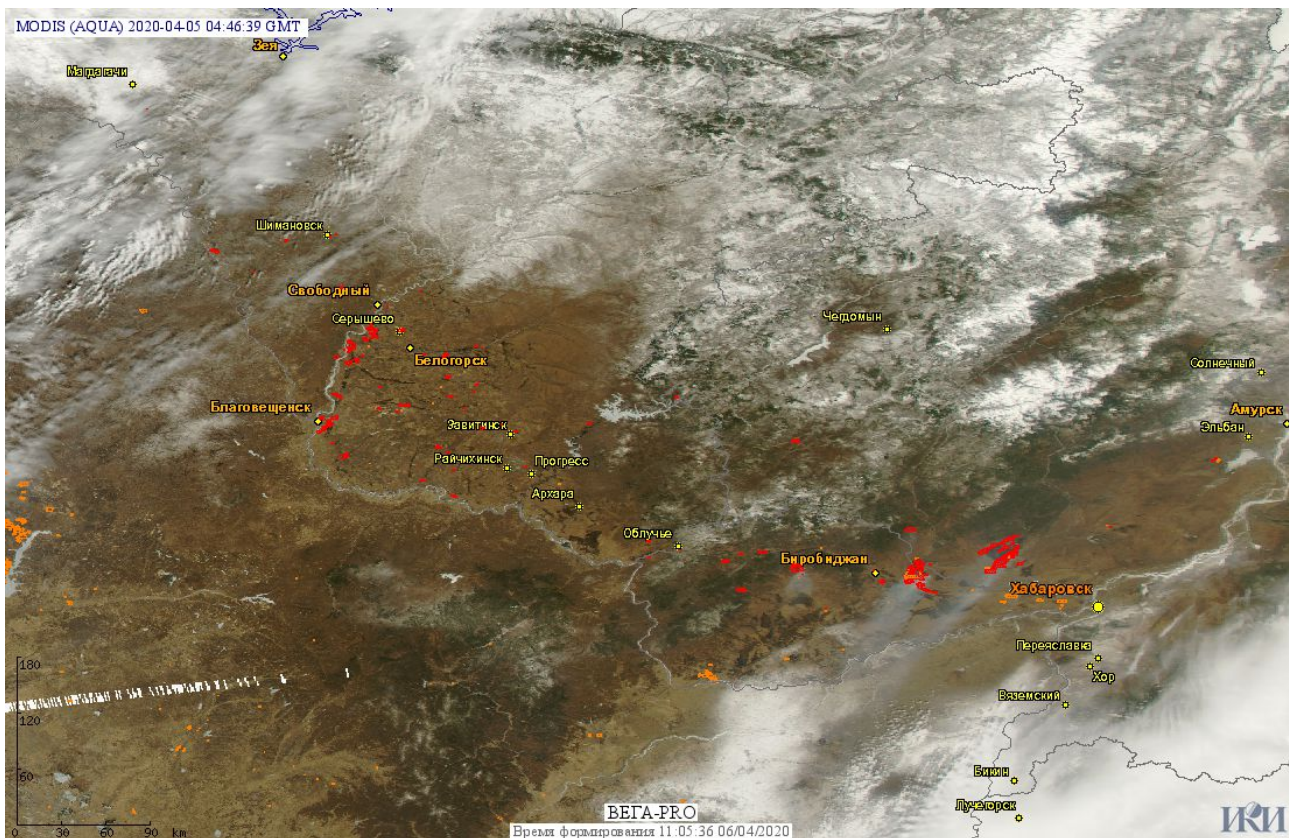 MODIS (AQUA) 2020-04-05 04:46:39 GMT
Зея
Магдагачи
Шимановск
Свободный
Серышево
Белогорск
Чегдомын
Солнечный
Амурск
Эльбан
Благовещенск
Завитинск
Райчихинск
Прогресс
Архара
Облучье
Биробиджан
Хабаровск
Переяславка
Хор
Вяземский
Бикин
Лучегорск
180
120
60
0 30 60 90 km
ВЕГА-PRO
Время формирования 11:05:36 06/04/2020
ИКИ